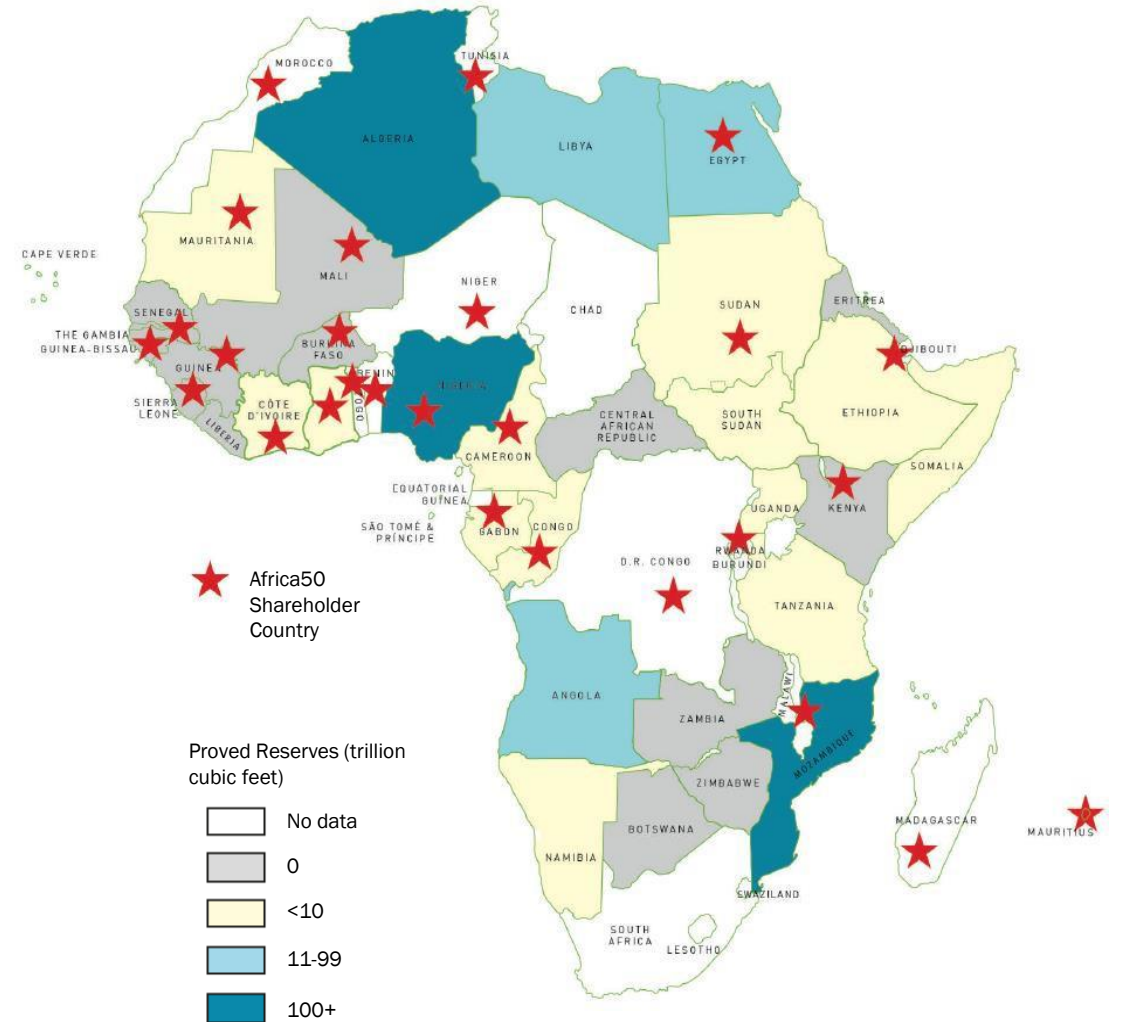 MOROCCO
TUNISIA
ALGERIA
LIBYA
EGYPT
MAURITANIA
CAPE VERDE
MALI
NIGER
CHAD
SUDAN
ERITREA
SENEGAL
THE GAMBIA
GUINEA-BISSAU
BURKINA
FASO
DJIBOUTI
GUINEA
BENIN
NIGERIA
SIERRA
LEONE
CÔTE
D'IVOIRE
TOGO
LIBERIA
CENTRAL
AFRICAN
REPUBLIC
SOUTH
SUDAN
ETHIOPIA
CAMEROON
SOMALIA
EQUATORIAL
GUINEA
SÃO TOMÉ &
PRÍNCIPE
GABON
CONGO
UGANDA
KENYA
D.R. CONGO
RWANDA
BURUNDI
Africa50
Shareholder
Country
TANZANIA
ANGOLA
MALAWI
ZAMBIA
MOZAMBIQUE
Proved Reserves (trillion
cubic feet)
No data
0
<10
11-99
100+
ZIMBABWE
BOTSWANA
NAMIBIA
MADAGASCAR
MAURITIUS
SWAZILAND
SOUTH
AFRICA
LESOTHO